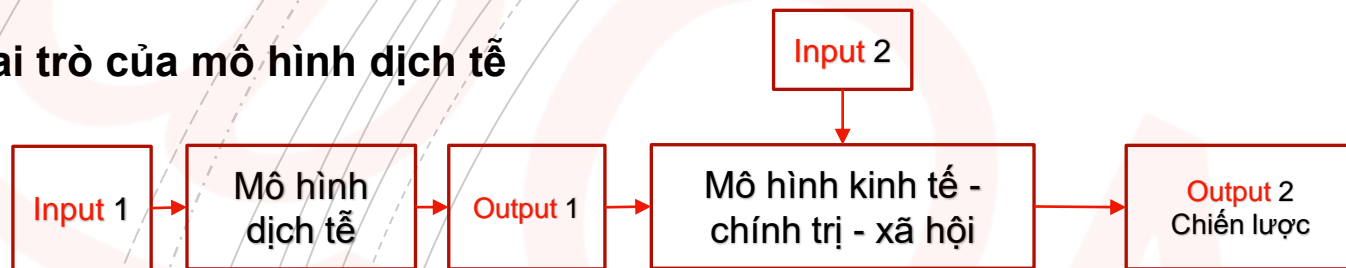 ai trò của mô hình dịch tễ
Input 2
Input 1
Mô hình
dịch tễ
Output 1
Mô hình kinh tế -
chính trị - xã hội
Output 2
Chiến lược